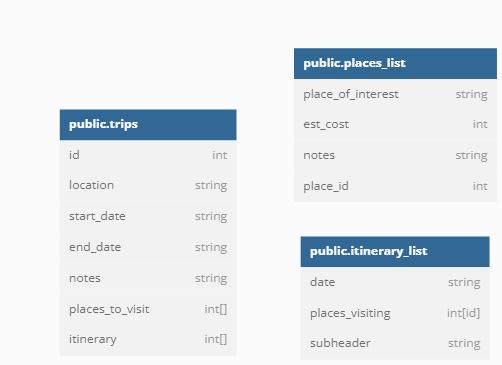 public.trips
id int
location string
start_date string
end_date string
notes string
places_to_visit int[]
itinerary int[]
public.places_list
place_of_interest string
est_cost int
notes string
place_id int
public.itinerary_list
date string
places_visiting int[id]
subheader string